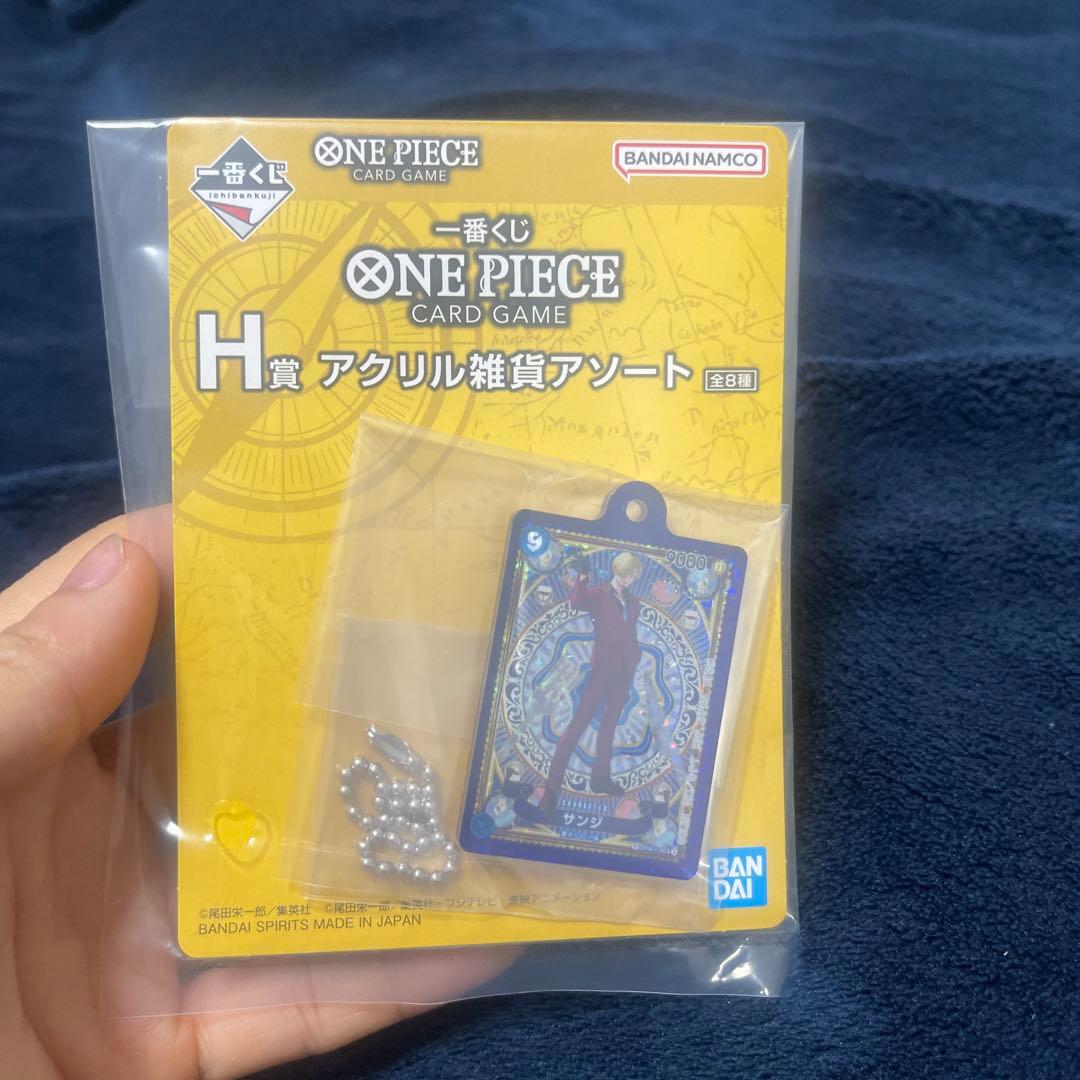 一番くじ
ichibankuji
ONE PIECE
CARD GAME
BANDAI NAMCO
一番くじ
ONE PIECE
CARD GAME
H賞 アクリル雑貨アソート 全8種
9
9000
CHARACTER
サンジ
BAN
DAI
©尾田栄一郎／集英社 ©尾田栄一郎／集英社・フジテレビ・東映アニメーション
BANDAI SPIRITS MADE IN JAPAN